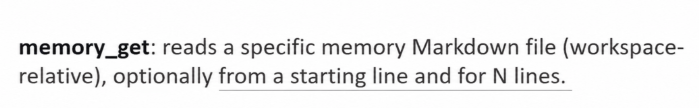 memory_get: reads a specific memory Markdown file (workspace-
relative), optionally from a starting line and for N lines.